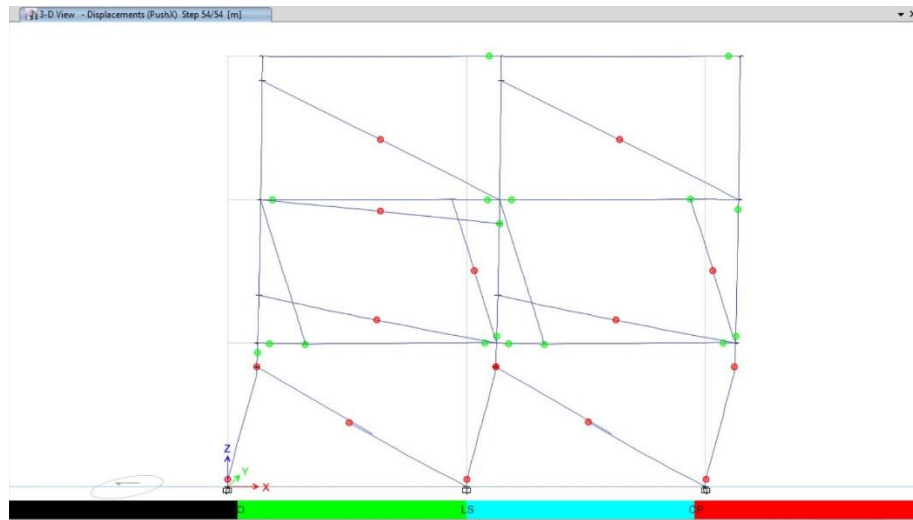 3-D View - Displacements (PushX) Step 54/54 [m]
Z
Y
X
IO LS CP